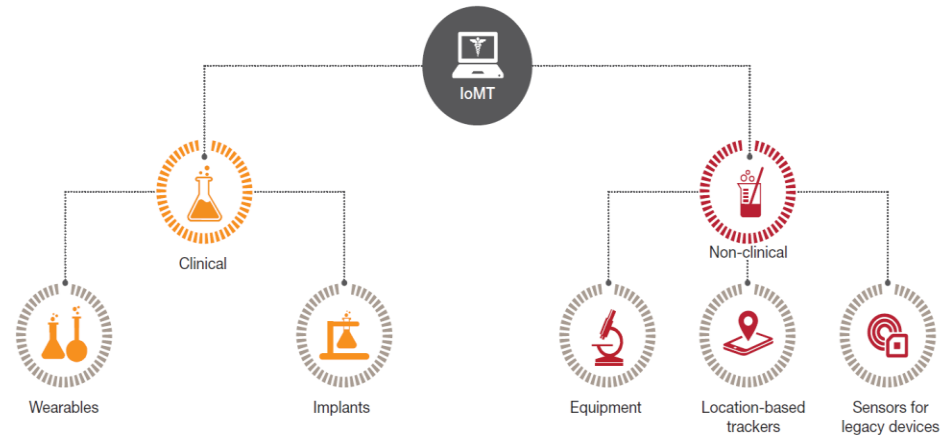 IoMT
Clinical
Non-clinical
Wearables
Implants
Equipment
Location-based
trackers
Sensors for
legacy devices